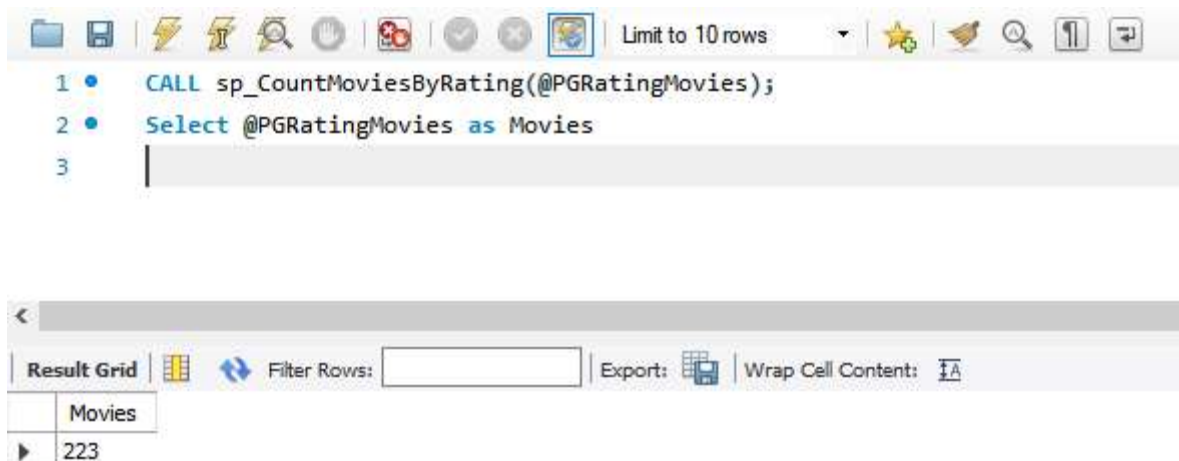 Limit to 10 rows
1 CALL sp_CountMoviesByRating(@PGRatingMovies);
2 Select @PGRatingMovies as Movies
3
Result Grid Filter Rows: Export: Wrap Cell Content: IA
Movies
223